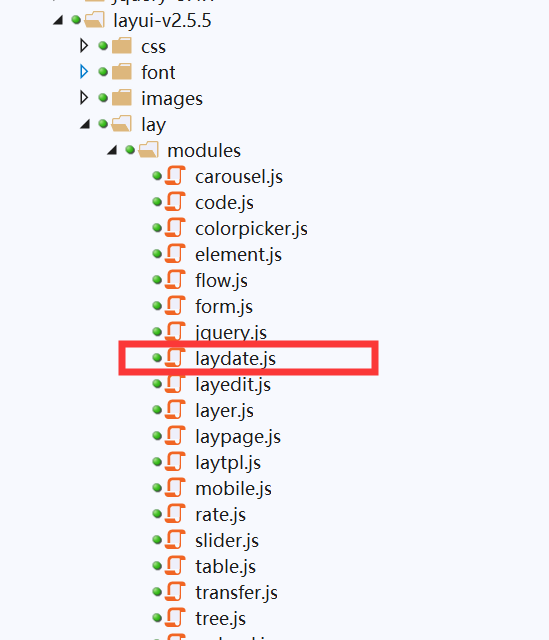 layui-v2.5.5
css
font
images
lay
modules
carousel.js
code.js
colorpicker.js
element.js
flow.js
form.js
jquery.js
laydate.js
layedit.js
layer.js
laypage.js
laytpl.js
mobile.js
rate.js
slider.js
table.js
transfer.js
tree.js